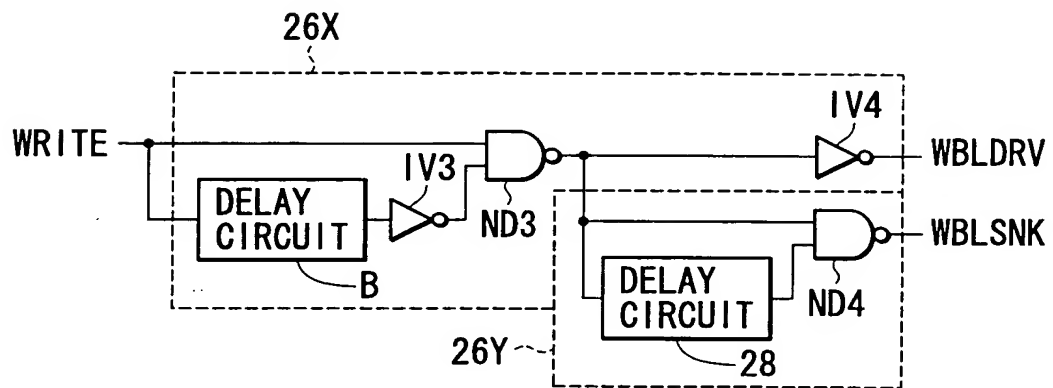 26X
IV4
WRITE
WBLDRV
IV3
ND3
DELAY
CIRCUIT
B
WBLSNK
DELAY
CIRCUIT
ND4
26Y
28